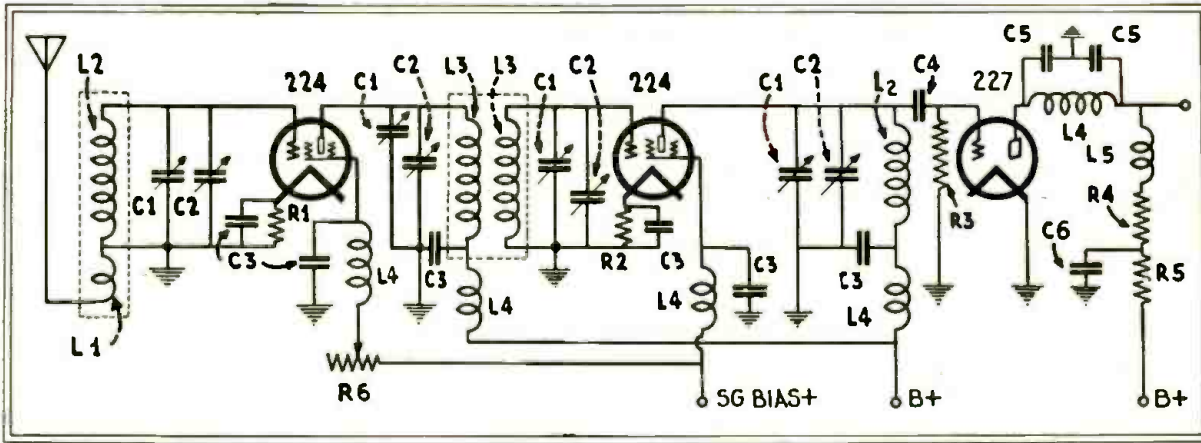 C5 C5
L2 224 C1 C2 L3 L3 C1 C2 224 C1 C2 L2 C4 227
L4
L5
C1 C2 R1 R3 R4
C3 R2 C3 C6 R5
L4 C3 L4 L4 C3 C3 L4
L1
R6
SG BIAS+ B+ B+